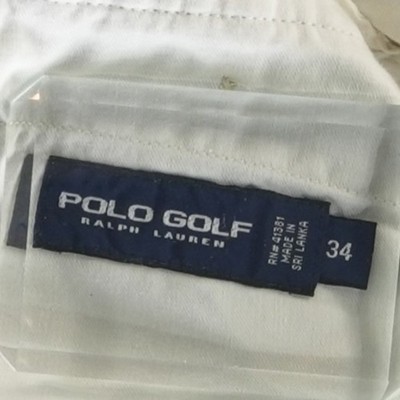 POLO GOLF
RALPH LAUREN
RN# 41381
MADE IN
SRI LANKA
34